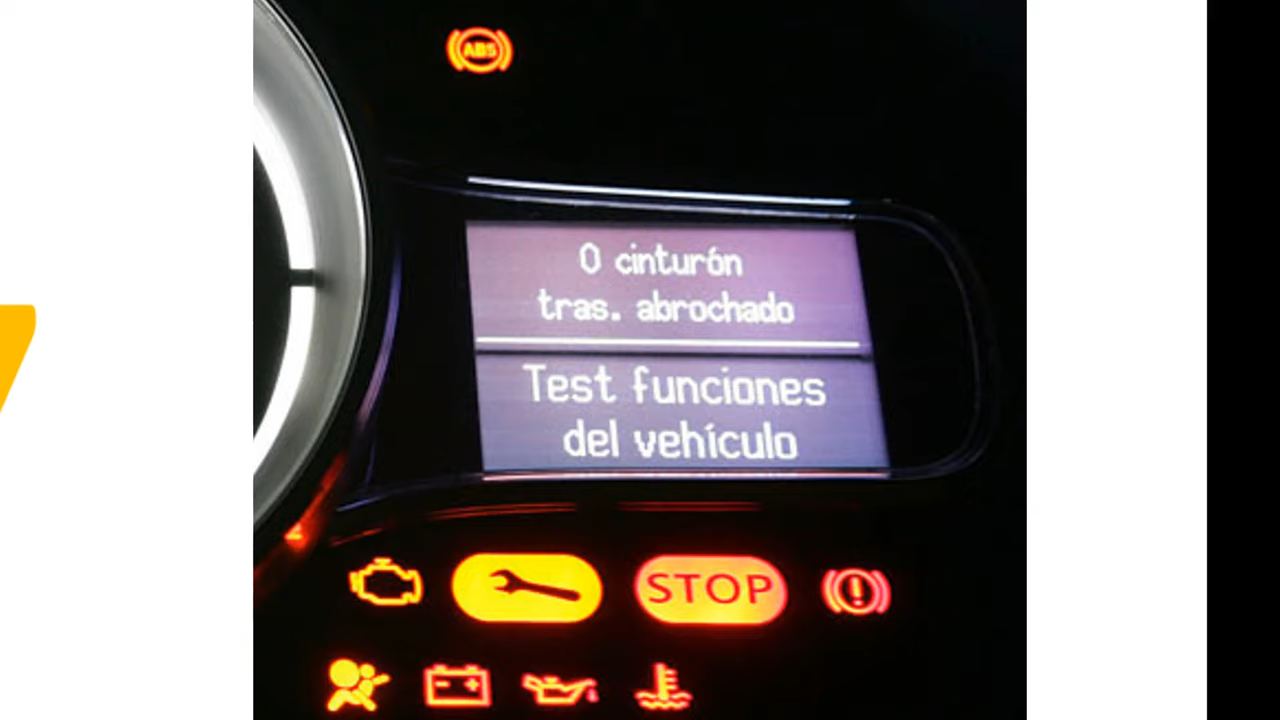 ABS
0 cinturón
tras. abrochado
Test funciones
del vehículo
STOP